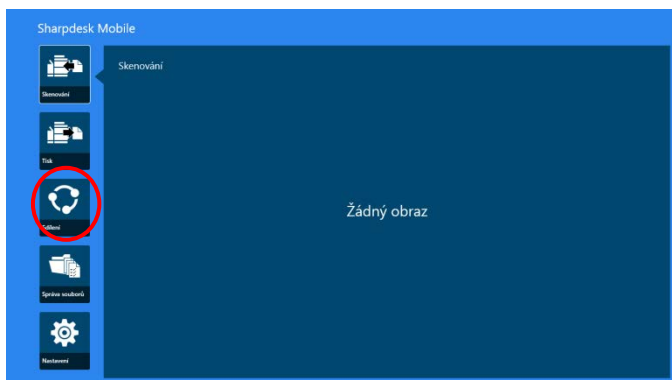 Sharpdesk Mobile
Skenování
Skenování
Tisk
Sdílení
Žádný obraz
Správa souborů
Nastavení